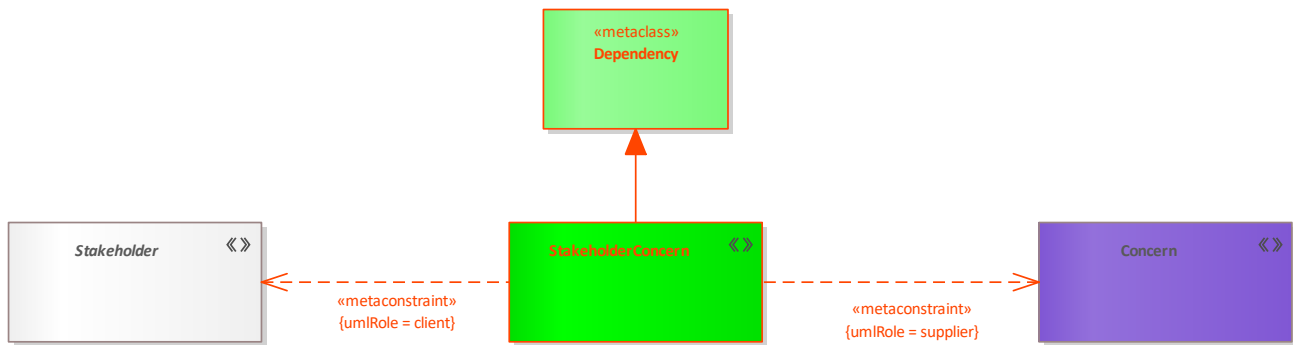 «metaclass»
Dependency
Stakeholder
«»
StakeholderConcern
«»
Concern
«»
«metaconstraint»
{umlRole = client}
«metaconstraint»
{umlRole = supplier}